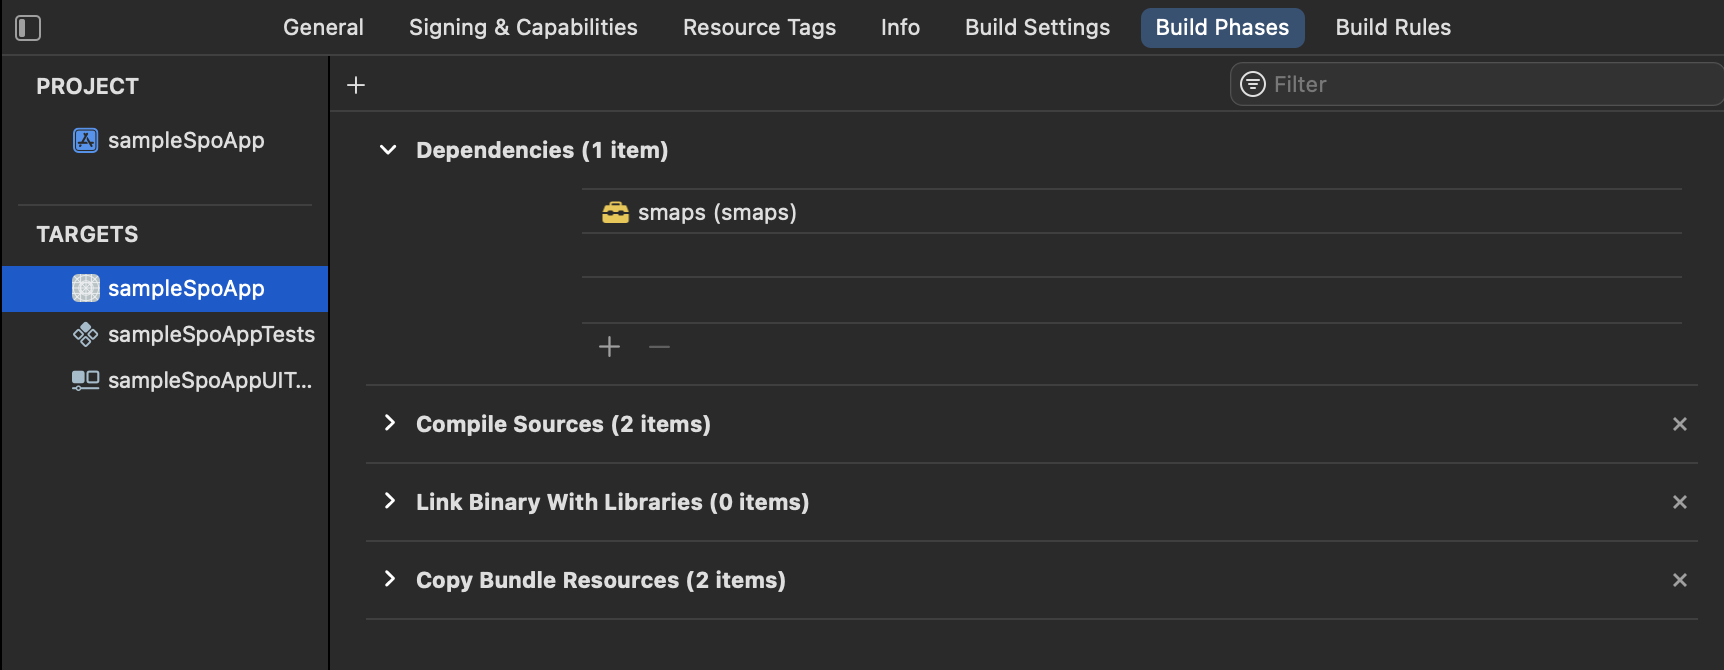 General Signing & Capabilities Resource Tags Info Build Settings Build Phases Build Rules
PROJECT
sampleSpoApp
TARGETS
sampleSpoApp
sampleSpoAppTests
sampleSpoAppUIT...
Filter
Dependencies (1 item)
smaps (smaps)
Compile Sources (2 items)
Link Binary With Libraries (0 items)
Copy Bundle Resources (2 items)